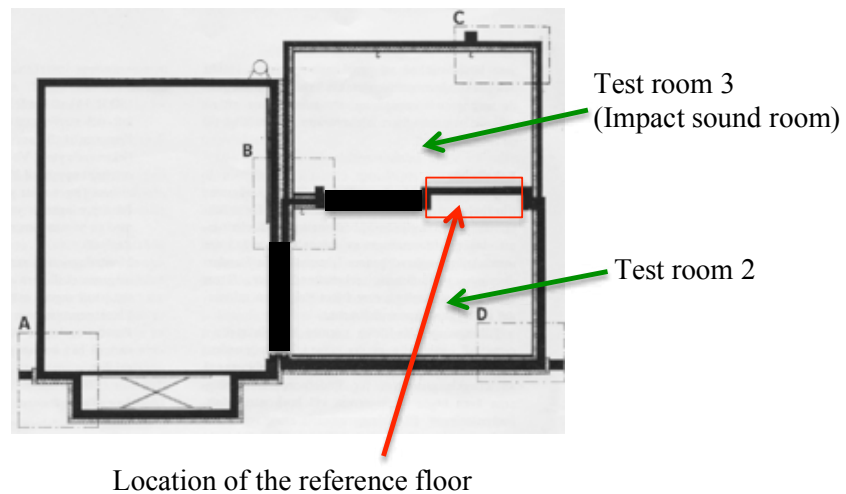 C
Test room 3
(Impact sound room)
B
Test room 2
A
D
Location of the reference floor